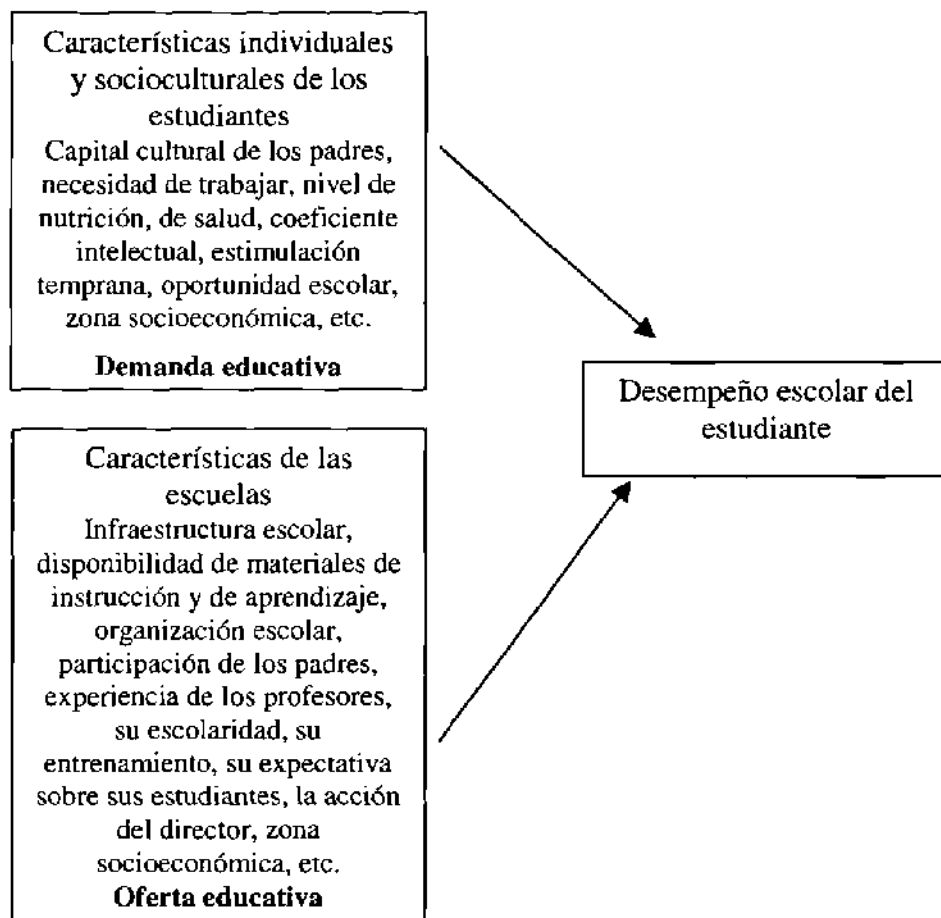 Características individuales
y socioculturales de los
estudiantes
Capital cultural de los padres,
necesidad de trabajar, nivel de
nutrición, de salud, coeficiente
intelectual, estimulación
temprana, oportunidad escolar,
zona socioeconómica, etc.
Demanda educativa
Desempeño escolar del
estudiante
Características de las
escuelas
Infraestructura escolar,
disponibilidad de materiales de
instrucción y de aprendizaje,
organización escolar,
participación de los padres,
experiencia de los profesores,
su escolaridad, su
entrenamiento, su expectativa
sobre sus estudiantes, la acción
del director, zona
socioeconómica, etc.
Oferta educativa